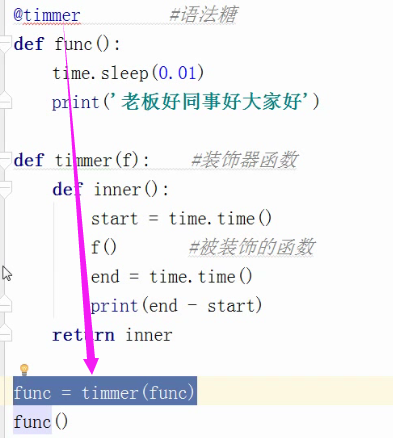 @timmer #语法糖
def func():
time.sleep(0.01)
print('老板好同事好大家好')
def timmer(f): #装饰器函数
def inner():
start = time.time()
f() #被装饰的函数
end = time.time()
print(end - start)
return inner
func = timmer(func)
func()